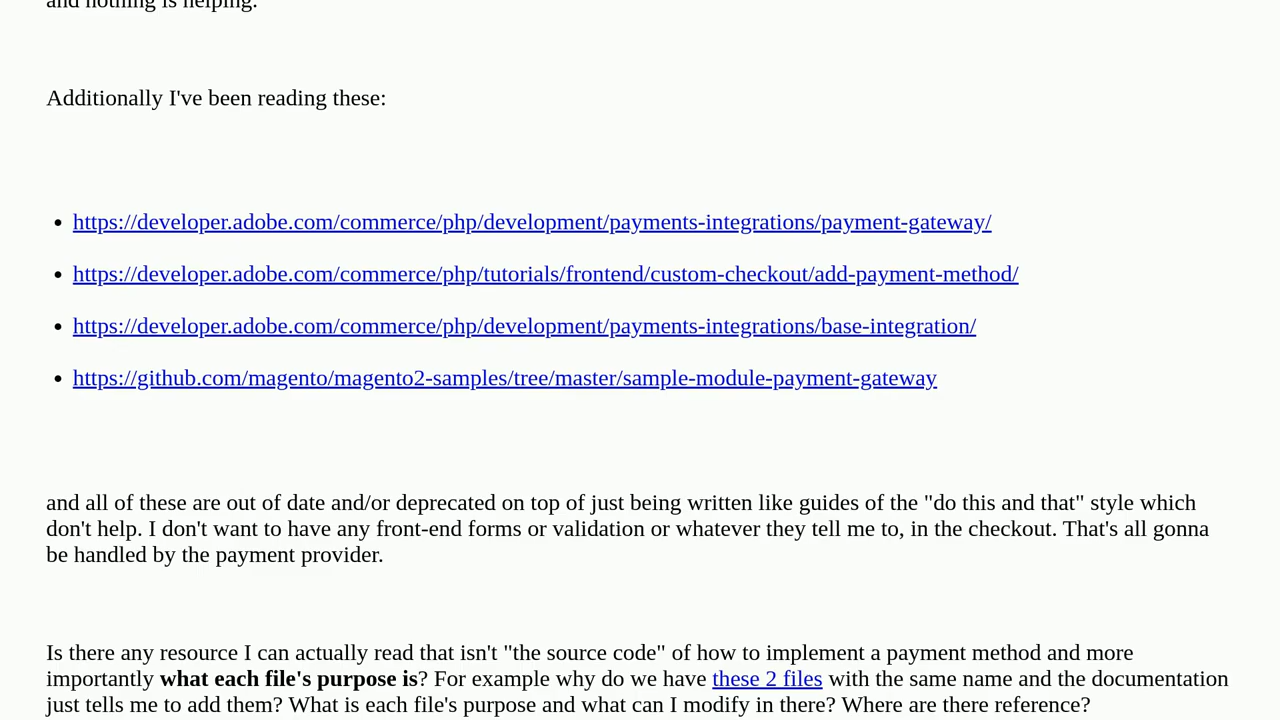 and nothing is helping.
Additionally I've been reading these:
• https://developer.adobe.com/commerce/php/development/payments-integrations/payment-gateway/
• https://developer.adobe.com/commerce/php/tutorials/frontend/custom-checkout/add-payment-method/
• https://developer.adobe.com/commerce/php/development/payments-integrations/base-integration/
• https://github.com/magento/magento2-samples/tree/master/sample-module-payment-gateway
and all of these are out of date and/or deprecated on top of just being written like guides of the "do this and that" style which
don't help. I don't want to have any front-end forms or validation or whatever they tell me to, in the checkout. That's all gonna
be handled by the payment provider.
Is there any resource I can actually read that isn't "the source code" of how to implement a payment method and more
importantly what each file's purpose is? For example why do we have these 2 files with the same name and the documentation
just tells me to add them? What is each file's purpose and what can I modify in there? Where are there reference?